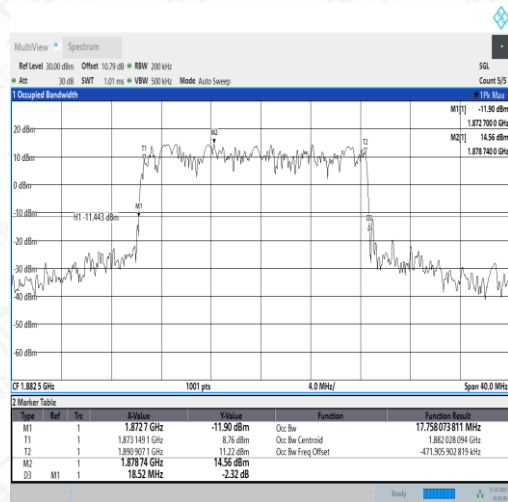 MultiView Spectrum
Ref Level 30.00 dBm Offset 10.79 dB RBW 200 kHz SGL
Att 30 dB SWT 1.01 ms VBW 500 kHz Mode Auto Sweep Count 5/5
1 Occupied Bandwidth 1Pk Max
M1[1] -11.90 dBm
1.872 700 0 GHz
M2[1] 14.56 dBm
1.878 740 0 GHz
20 dBm
10 dBm
0 dBm
-10 dBm
-20 dBm
-30 dBm
-40 dBm
-50 dBm
-60 dBm
M2
T1
T2
M1
H1 -11.443 dBm
D3
CF 1.882 5 GHz 1001 pts 4.0 MHz/ Span 40.0 MHz
2 Marker Table
Type Ref Trc X-Value Y-Value Function Function Result
M1 1 1.872 7 GHz -11.90 dBm Occ Bw 17.758 073 811 MHz
T1 1 1.873 149 1 GHz 8.76 dBm Occ Bw Centroid 1.882 028 094 GHz
T2 1 1.890 907 1 GHz 11.22 dBm Occ Bw Freq Offset -471.905 902 819 kHz
M2 1 1.878 74 GHz 14.56 dBm
D3 M1 1 18.52 MHz -2.32 dB
Ready